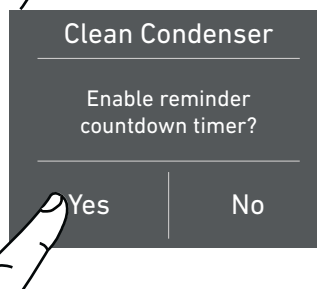 Clean Condenser
Enable reminder
countdown timer?
Yes
No